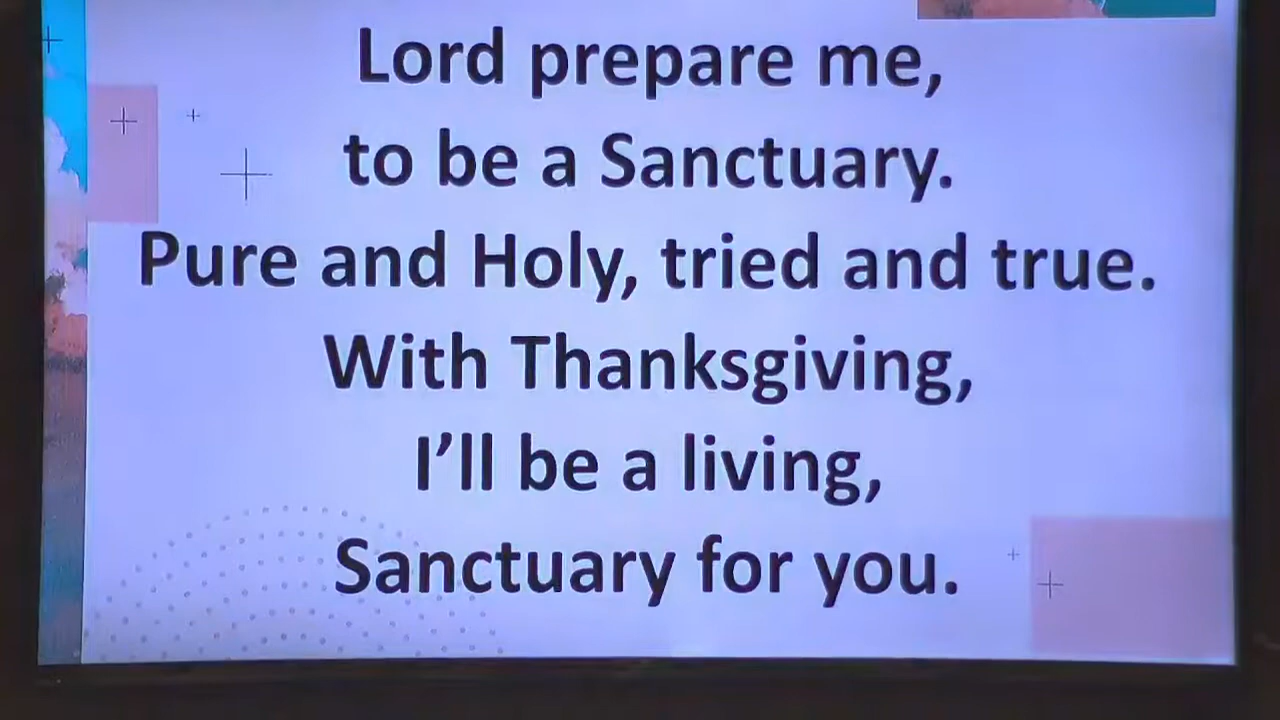 Lord prepare me,
to be a Sanctuary.
Pure and Holy, tried and true.
With Thanksgiving,
I’ll be a living,
Sanctuary for you.